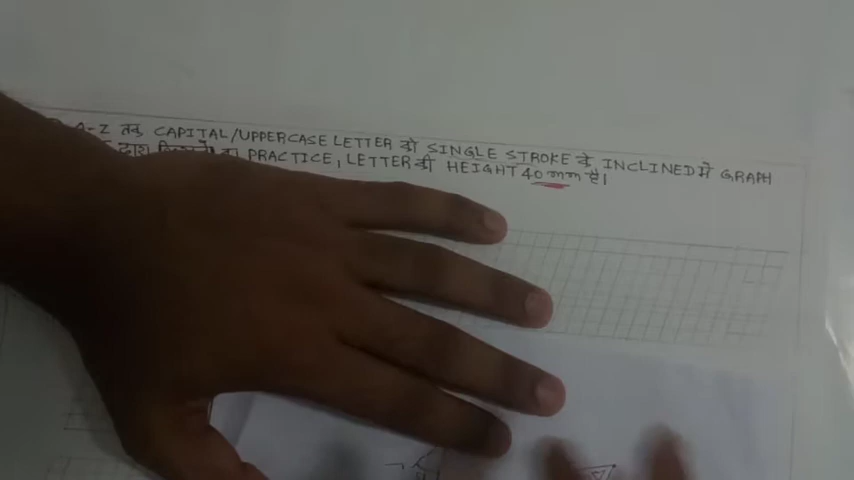 A-Z तक CAPITAL/UPPERCASE LETTER को SINGLE STROKE के INCLINED में GRAPH
द्वारा का PRACTICE, LETTER की HEIGHT 40 mm है।